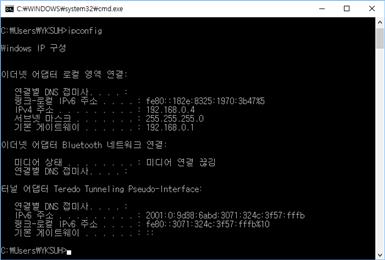 C:₩WINDOWS₩system32₩cmd.exe
C:₩Users₩YKSUH>ipconfig
Windows IP 구성
이더넷 어댑터 로컬 영역 연결:
연결별 DNS 접미사. . . . :
링크-로컬 IPv6 주소 . . . . : fe80::182e:8325:1970:3b47%5
IPv4 주소 . . . . . . . . . : 192.168.0.4
서브넷 마스크 . . . . . . . : 255.255.255.0
기본 게이트웨이 . . . . . . : 192.168.0.1
이더넷 어댑터 Bluetooth 네트워크 연결:
미디어 상태 . . . . . . . . : 미디어 연결 끊김
연결별 DNS 접미사. . . . :
터널 어댑터 Teredo Tunneling Pseudo-Interface:
연결별 DNS 접미사. . . . :
IPv6 주소 . . . . . . . . . : 2001:0:9d38:6abd:3071:324c:3f57:fffb
링크-로컬 IPv6 주소 . . . . : fe80::3071:324c:3f57:fffb%10
기본 게이트웨이 . . . . . . : ::
C:₩Users₩YKSUH>